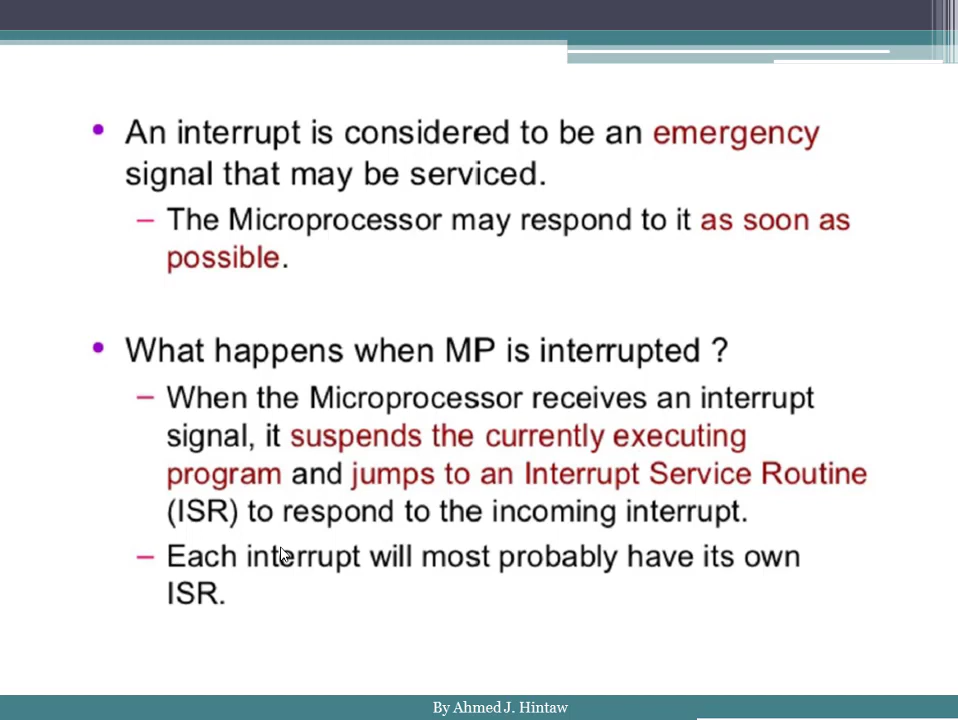 • An interrupt is considered to be an emergency
signal that may be serviced.
– The Microprocessor may respond to it as soon as
possible.
• What happens when MP is interrupted ?
– When the Microprocessor receives an interrupt
signal, it suspends the currently executing
program and jumps to an Interrupt Service Routine
(ISR) to respond to the incoming interrupt.
– Each interrupt will most probably have its own
ISR.
By Ahmed J. Hintaw